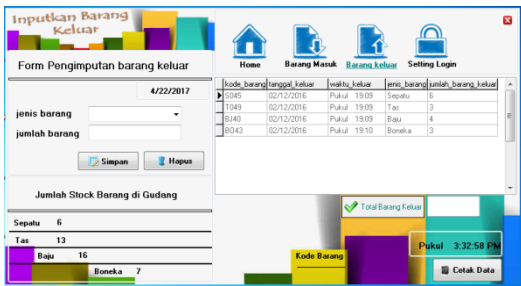 Inputkan Barang
Keluar
Home
Barang Masuk
Barang keluar
Setting Login
Form Pengimputan barang keluar
4/22/2017
jenis barang
jumlah barang
Simpan
Hapus
kode_barang tanggal_keluar waktu_keluar jenis_barang jumlah_barang_keluar
S045 02/12/2016 Pukul 19:09 Sepatu 6
T049 02/12/2016 Pukul 19:09 Tas 3
BJ40 02/12/2016 Pukul 19:09 Baju 4
BO43 02/12/2016 Pukul 19:10 Boneka 3
Jumlah Stock Barang di Gudang
Sepatu 6
Tas 13
Baju 16
Boneka 7
Total Barang Keluar
Kode Barang
Pukul 3:32:58 PM
Cetak Data